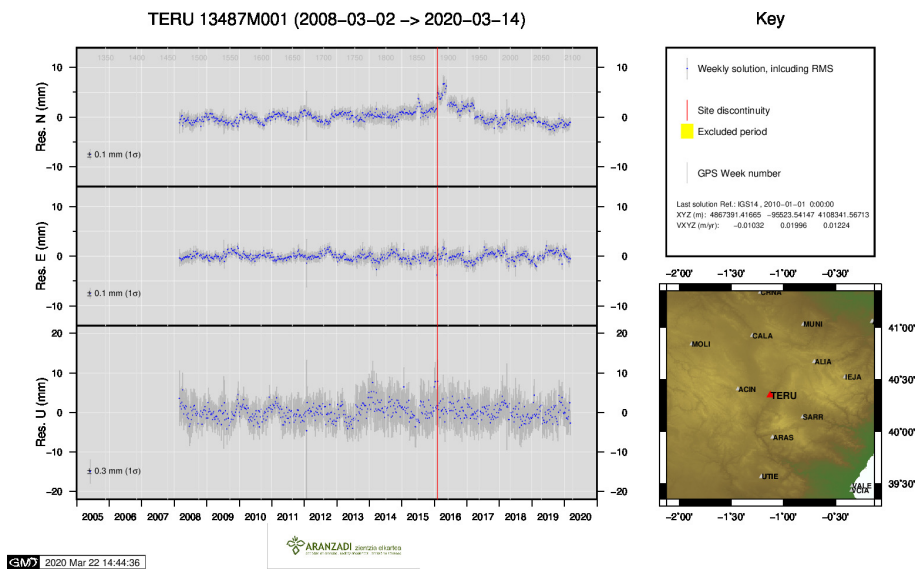 TERU 13487M001 (2008−03−02 −> 2020−03−14)
Key
1350 1400 1450 1500 1550 1600 1650 1700 1750 1800 1850 1900 1950 2000 2050 2100
Res. N (mm)
10 10
0 0
−10 −10
± 0.1 mm (1σ)
Res. E (mm)
10 10
0 0
−10 −10
± 0.1 mm (1σ)
Res. U (mm)
20 20
10 10
0 0
−10 −10
−20 −20
± 0.3 mm (1σ)
2005 2006 2007 2008 2009 2010 2011 2012 2013 2014 2015 2016 2017 2018 2019 2020
Weekly solution, inlcuding RMS
Site discontinuity
Excluded period
GPS Week number
Last solution Ref.: IGS14 , 2010−01−01 0:00:00
XYZ (m): 4867391.41665 −95523.54147 4108341.56713
VXYZ (m/yr): −0.01032 0.01996 0.01224
−2˚00' −1˚30' −1˚00' −0˚30'
CRNA
MUNI
41˚00'
CALA
MOLI
ALIA
IEJA
40˚30'
ACIN
TERU
SARR
40˚00'
ARAS
UTIE
VALE
39˚30'
VCIA
−2˚00' −1˚30' −1˚00' −0˚30'
ARANZADI zientzia elkartea
GMT 2020 Mar 22 14:44:36